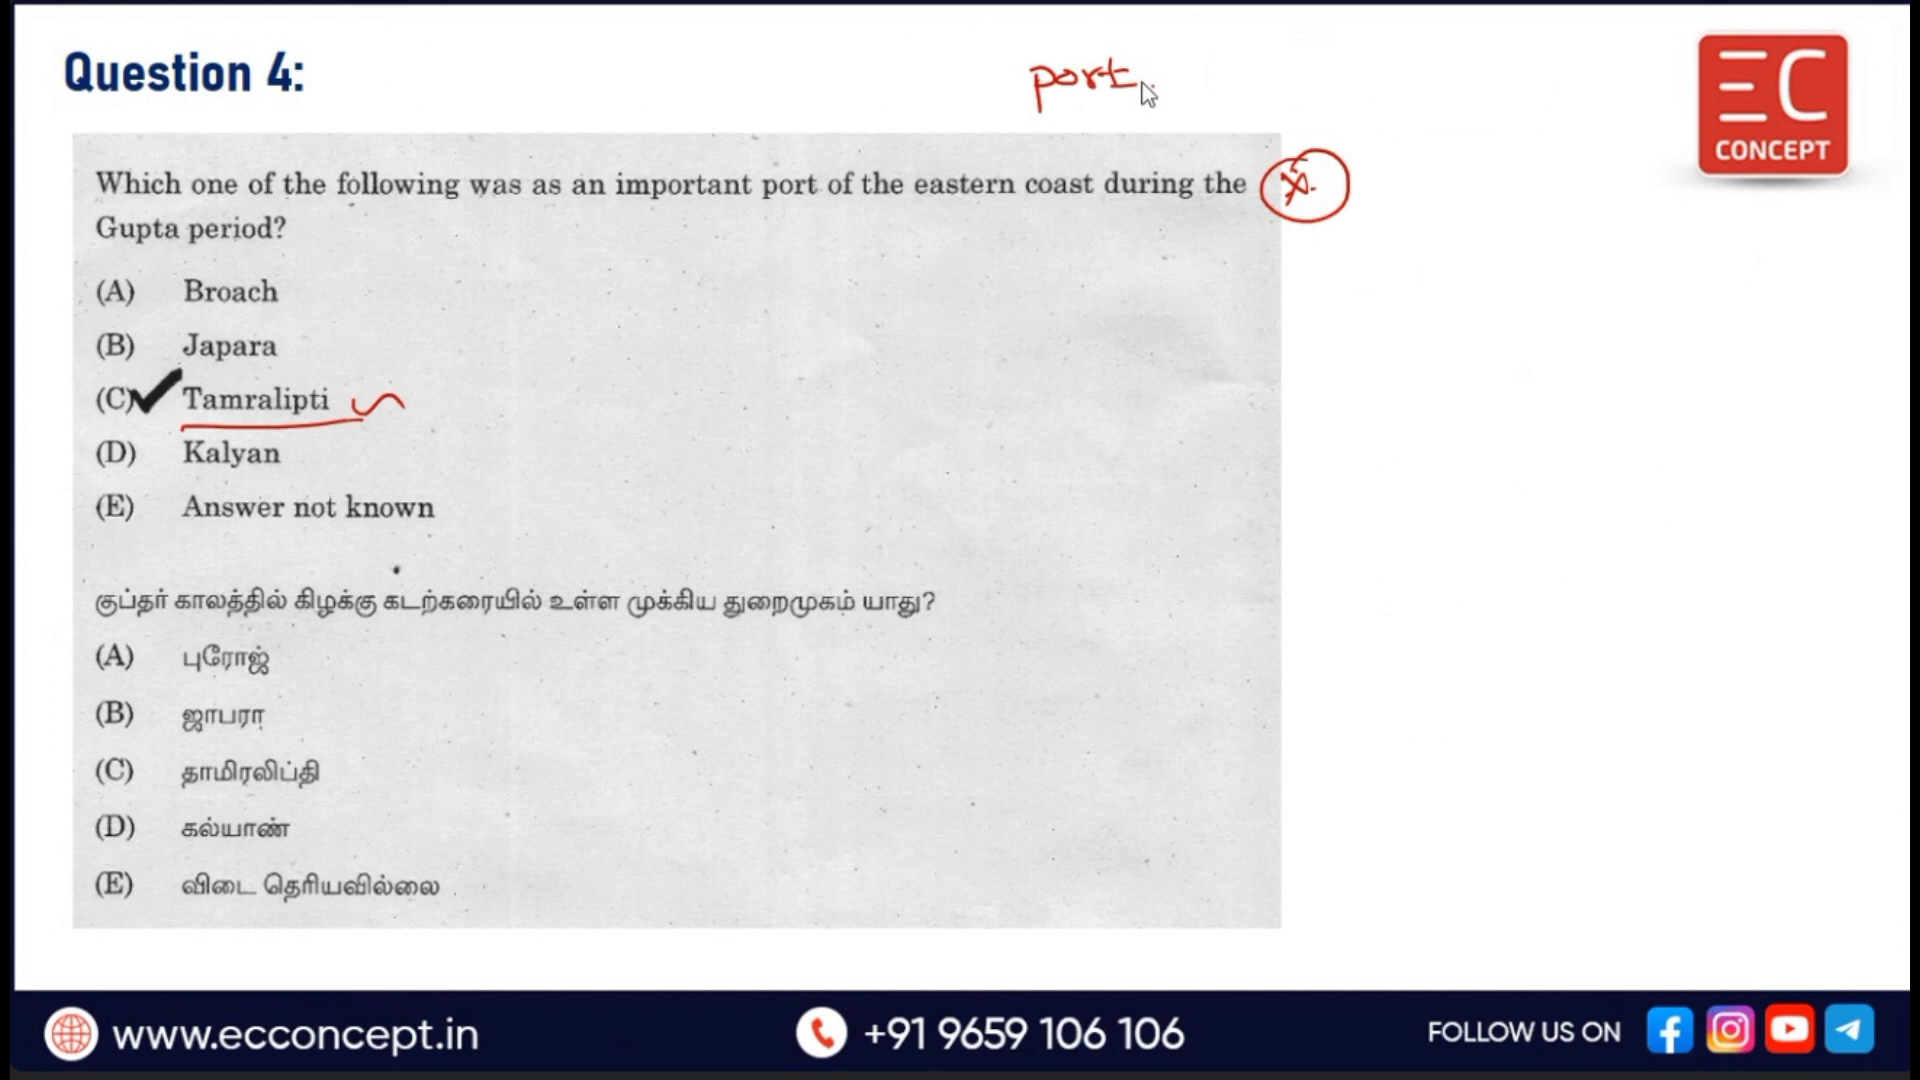 Question 4:
port
EC
CONCEPT
Which one of the following was as an important port of the eastern coast during the
Gupta period?
(A) Broach
(B) Japara
(C) Tamralipti
(D) Kalyan
(E) Answer not known
குப்தர் காலத்தில் கிழக்கு கடற்கரையில் உள்ள முக்கிய துறைமுகம் யாது?
(A) புரோஜ்
(B) ஜாபரா
(C) தாமிரலிப்தி
(D) கல்யாண்
(E) விடை தெரியவில்லை
www.ecconcept.in
+91 9659 106 106
FOLLOW US ON